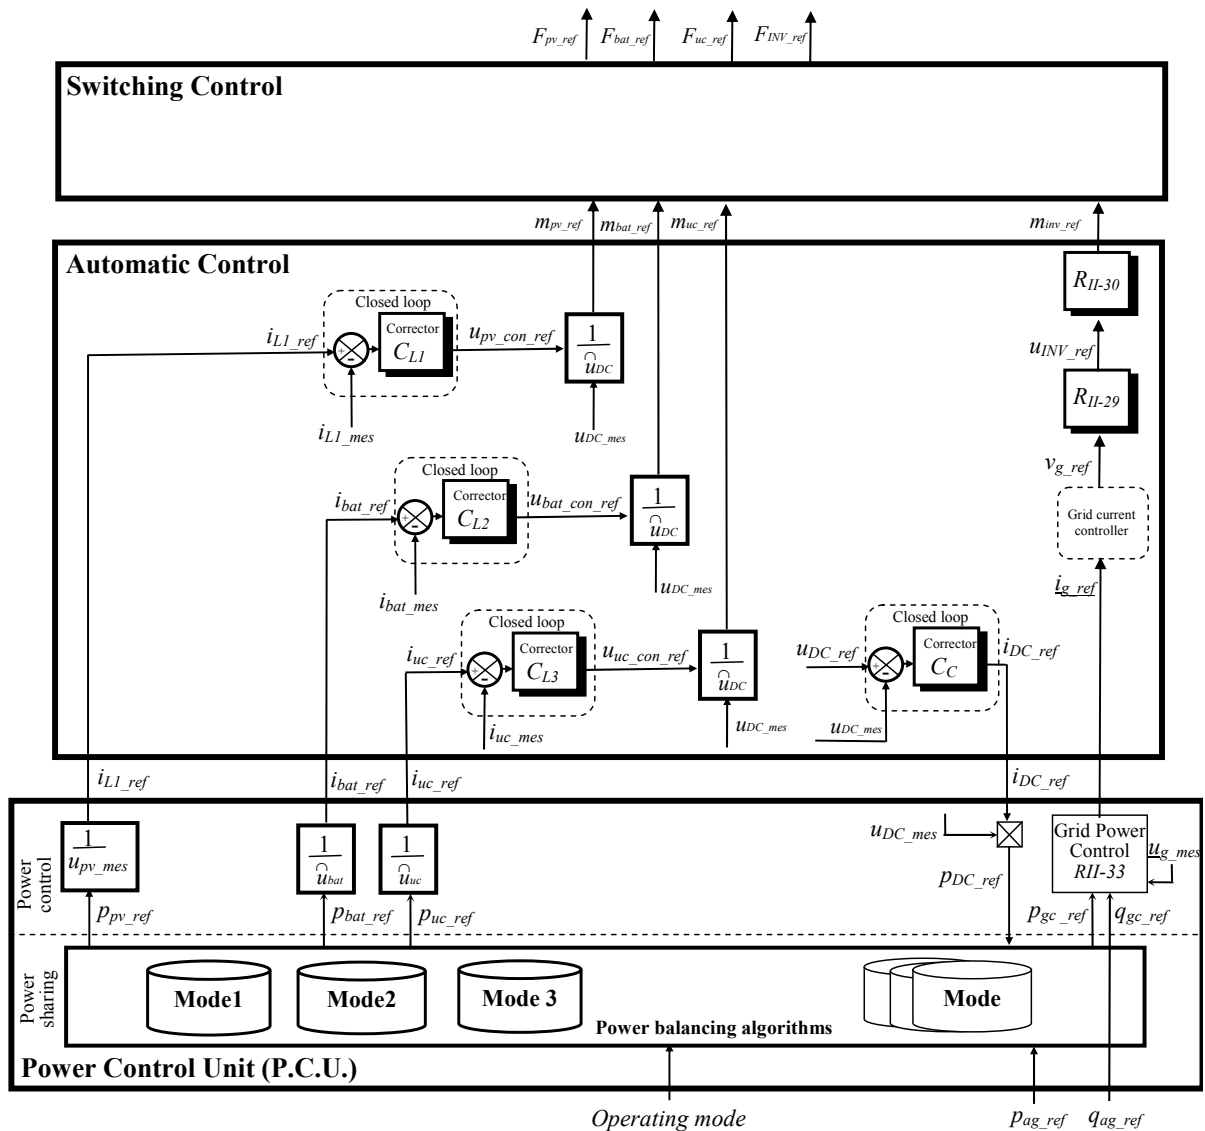 F_pv_ref F_bat_ref F_uc_ref F_INV_ref
Switching Control
m_pv_ref m_bat_ref m_uc_ref m_inv_ref
Automatic Control
R_II-30
Closed loop
i_L1_ref + - Corrector C_L1 u_pv_con_ref 1/u_DC
u_INV_ref
R_II-29
i_L1_mes u_DC_mes
v_g_ref
Closed loop
i_bat_ref + - Corrector C_L2 u_bat_con_ref 1/u_DC
Grid current
controller
i_bat_mes u_DC_mes
i_g_ref
Closed loop
i_uc_ref + - Corrector C_L3 u_uc_con_ref 1/u_DC
Closed loop
u_DC_ref + - Corrector C_C i_DC_ref
i_uc_mes u_DC_mes u_DC_mes
i_L1_ref i_bat_ref i_uc_ref i_DC_ref
Power
control
1/u_pv_mes 1/u_bat 1/u_uc
u_DC_mes
Grid Power
Control
RII-33
u_g_mes
p_DC_ref
p_pv_ref p_bat_ref p_uc_ref p_gc_ref q_gc_ref
Power
sharing
Mode1 Mode2 Mode 3 Mode
Power balancing algorithms
Power Control Unit (P.C.U.)
Operating mode p_ag_ref q_ag_ref